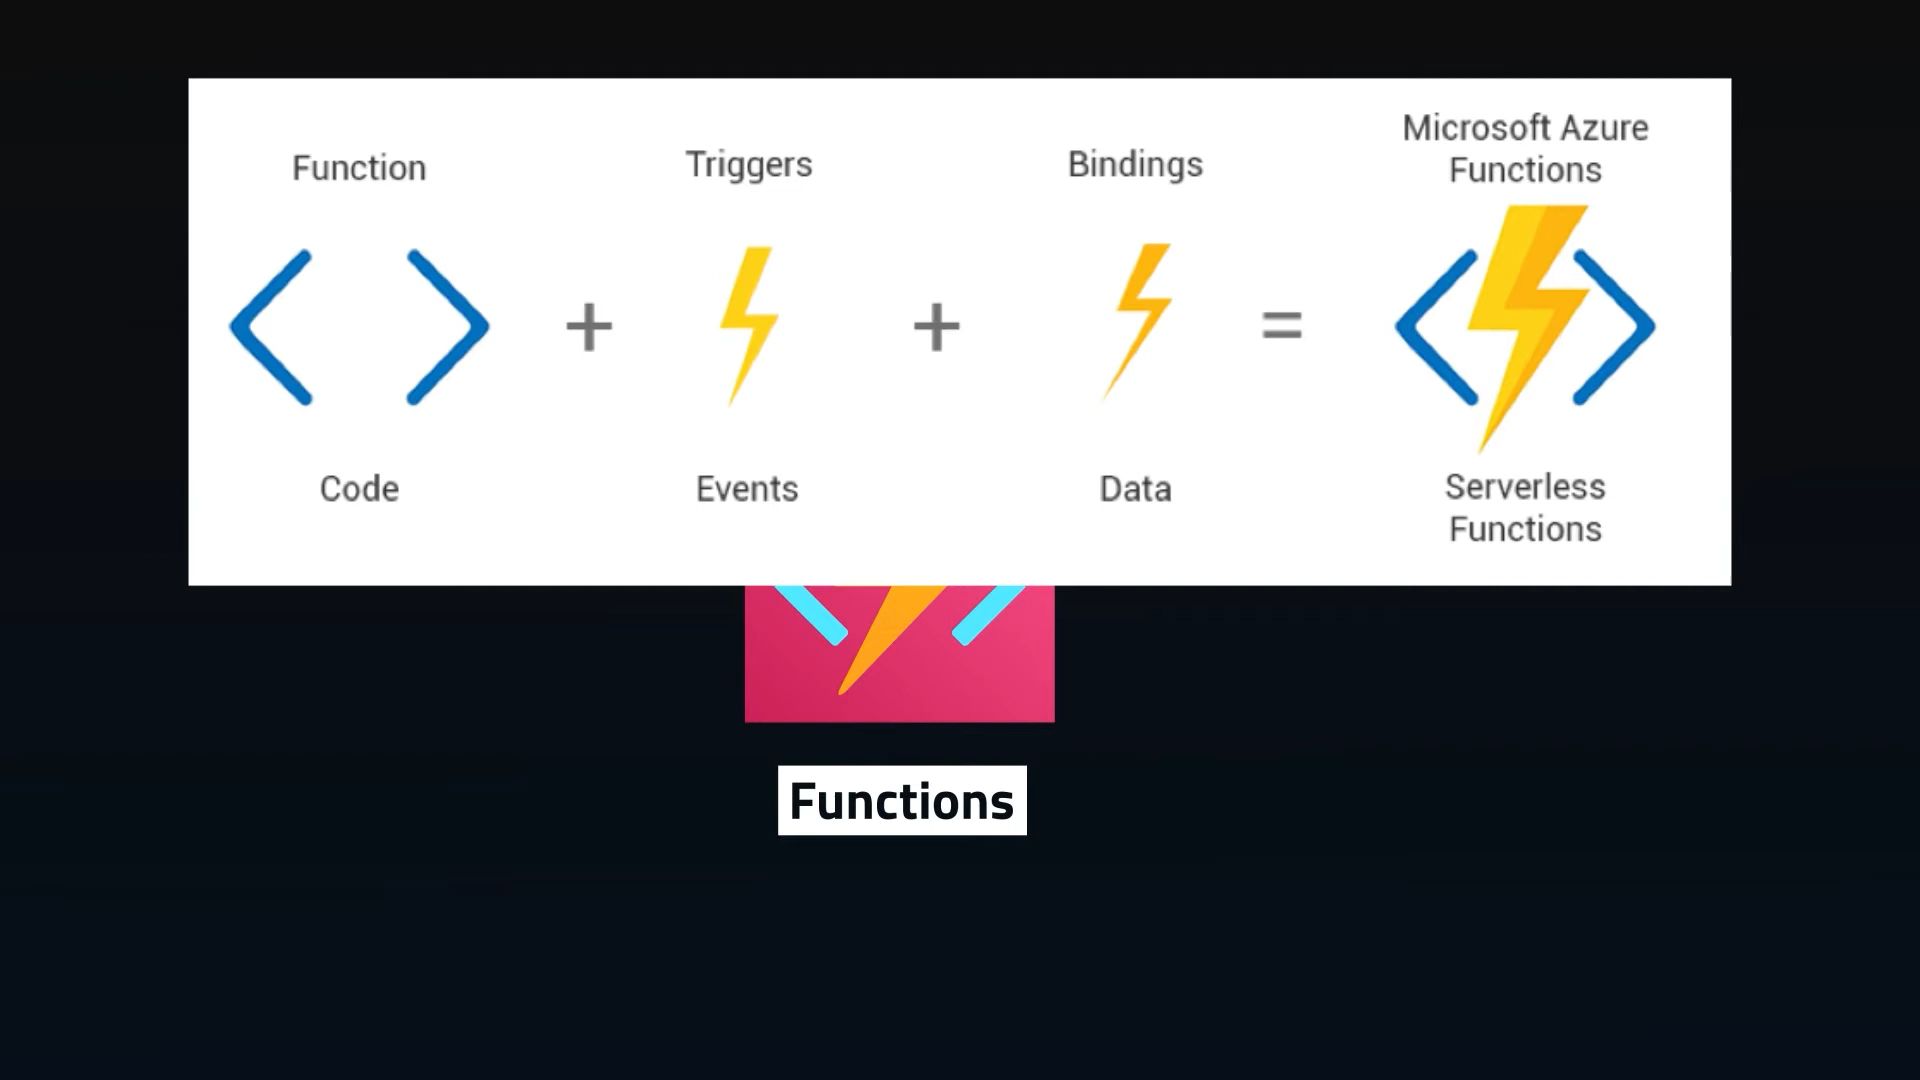 Function
Triggers
Bindings
Microsoft Azure
Functions
+
+
=
Code
Events
Data
Serverless
Functions
Functions